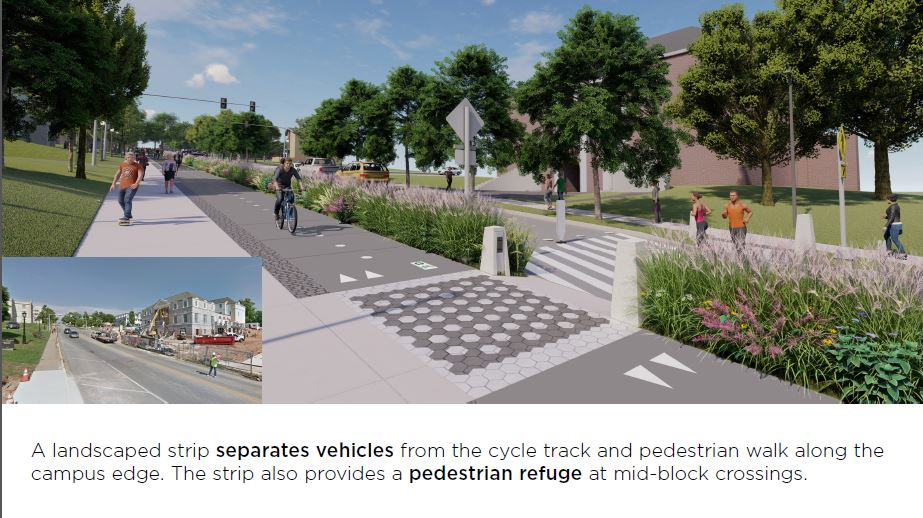 A landscaped strip separates vehicles from the cycle track and pedestrian walk along the
campus edge. The strip also provides a pedestrian refuge at mid-block crossings.